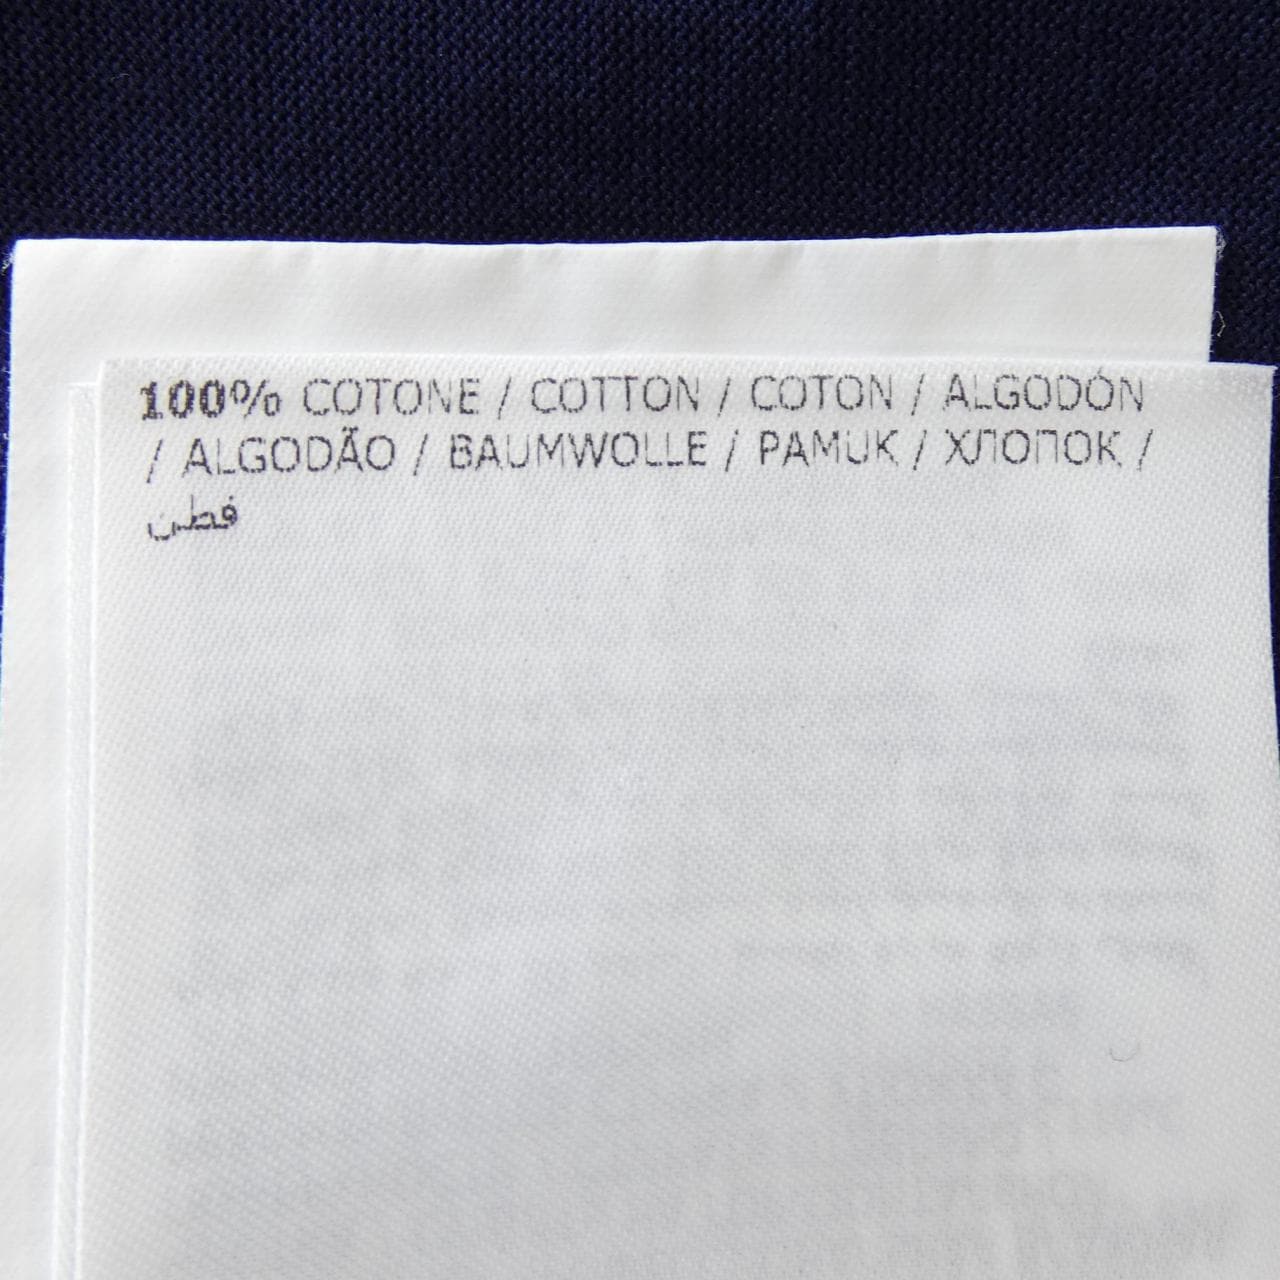 100% COTONE / COTTON / COTON / ALGODÓN
/ ALGODÃO / BAUMWOLLE / PAMUK / ХЛОПОК /
قطن